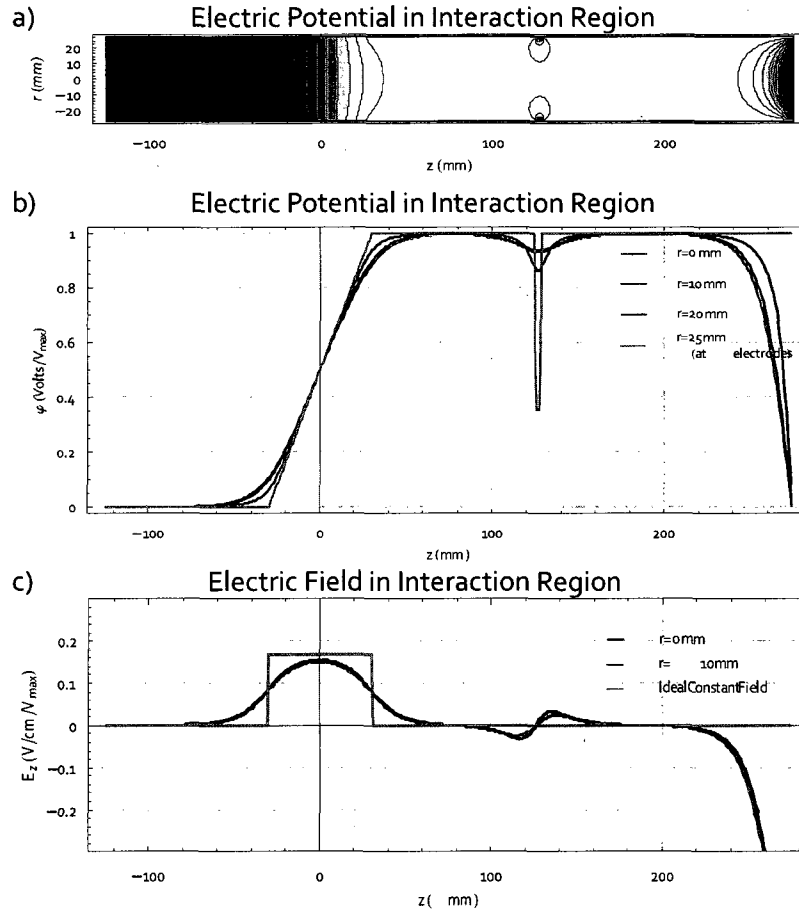 a) Electric Potential in Interaction Region
20
10
0
−10
−20
r (mm)
−100 0 100 200
z (mm)
b) Electric Potential in Interaction Region
1
0.8
0.6
0.4
0.2
0
φ (Volts/Vmax)
r=0mm
r=10mm
r=20mm
r=25mm
(at electrodes)
−100 0 100 200
z(mm)
c) Electric Field in Interaction Region
0.2
0.1
0
−0.1
−0.2
Ez (V/cm/Vmax)
r=0mm
r= 10mm
IdealConstantField
−100 0 100 200
z( mm)